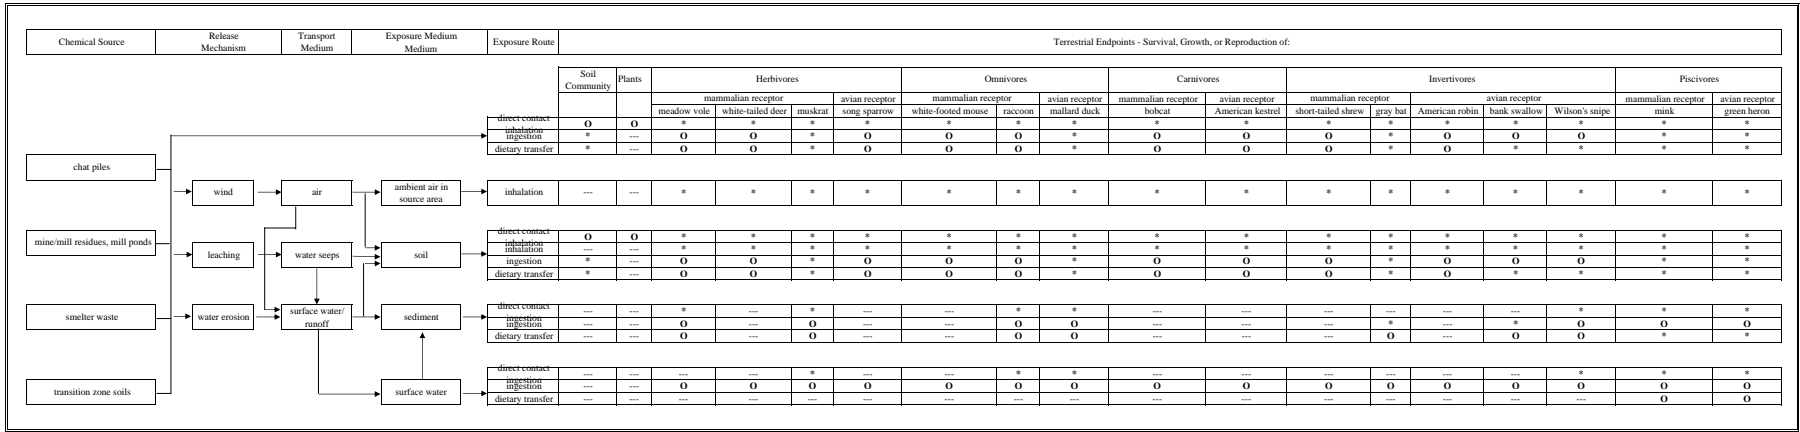 Chemical Source Release Mechanism Transport Medium Exposure Medium Medium Exposure Route Terrestrial Endpoints - Survival, Growth, or Reproduction of:
Soil Community Plants Herbivores Omnivores Carnivores Invertivores Piscivores
mammalian receptor avian receptor mammalian receptor avian receptor mammalian receptor avian receptor mammalian receptor avian receptor mammalian receptor avian receptor
meadow vole white-tailed deer muskrat song sparrow white-footed mouse raccoon mallard duck bobcat American kestrel short-tailed shrew gray bat American robin bank swallow Wilson's snipe mink green heron
direct contact inhalation O O * * * * * * * * * * * * * * * *
ingestion * --- O O * O O O * O O O * O O O * *
dietary transfer * --- O O * O O O * O O O * O * * * *
chat piles
wind air ambient air in source area inhalation --- --- * * * * * * * * * * * * * * * *
mine/mill residues, mill ponds
leaching water seeps soil
direct contact inhalation O O * * * * * * * * * * * * * * * *
inhalation --- --- * * * * * * * * * * * * * * * *
ingestion * --- O O * O O O * O O O * O O O * *
dietary transfer * --- O O * O O O * O O O * O * * * *
smelter waste water erosion surface water/ runoff sediment
direct contact ingestion --- --- * --- * --- --- * * --- --- --- --- --- --- * * *
ingestion --- --- O --- O --- --- O O --- --- --- * --- * O O O
dietary transfer --- --- O --- O --- --- O O --- --- --- O --- O O * *
transition zone soils surface water
direct contact ingestion --- --- --- --- * --- --- * * --- --- --- --- --- --- * * *
ingestion --- --- O O O O O O O O O O O O O O O O
dietary transfer --- --- --- --- --- --- --- --- --- --- --- --- --- --- --- --- O O